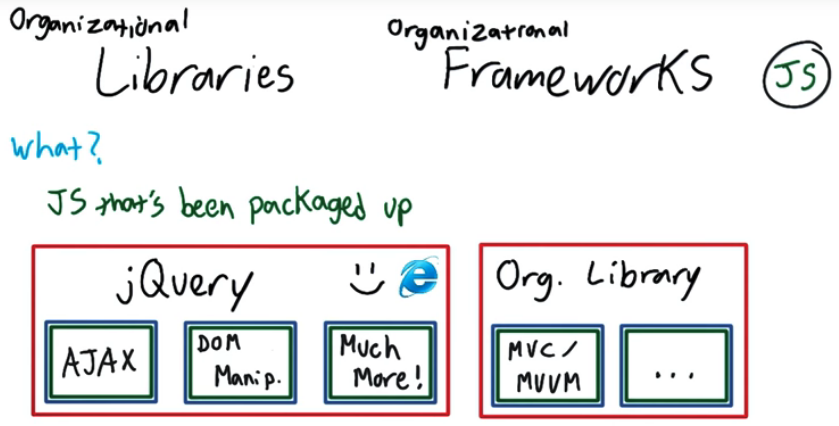 Organizational
Libraries
Organizational
Frameworks
JS
What?
JS that's been packaged up
jQuery
AJAX
DOM
Manip.
Much
More!
Org. Library
MVC/
MVVM
...